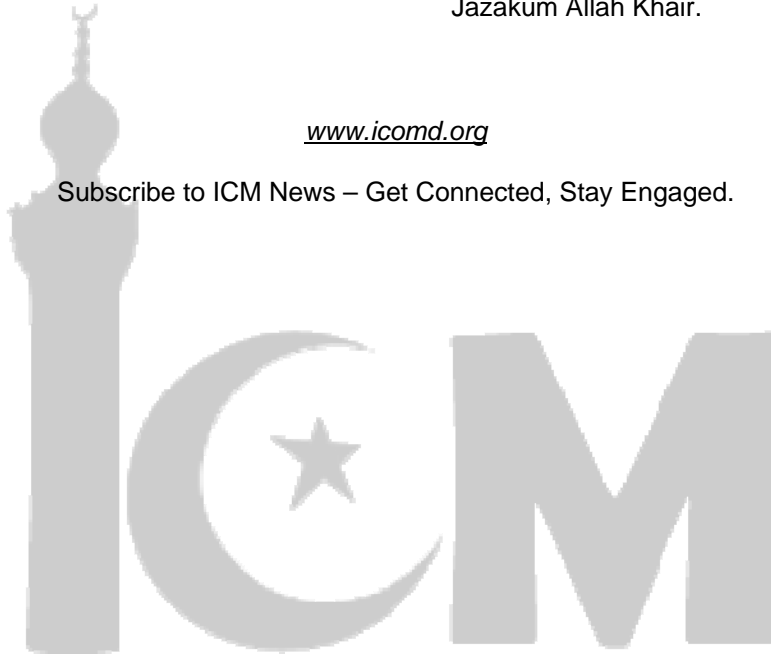 Jazakum Allah Khair.
www.icomd.org
Subscribe to ICM News – Get Connected, Stay Engaged.
ICM